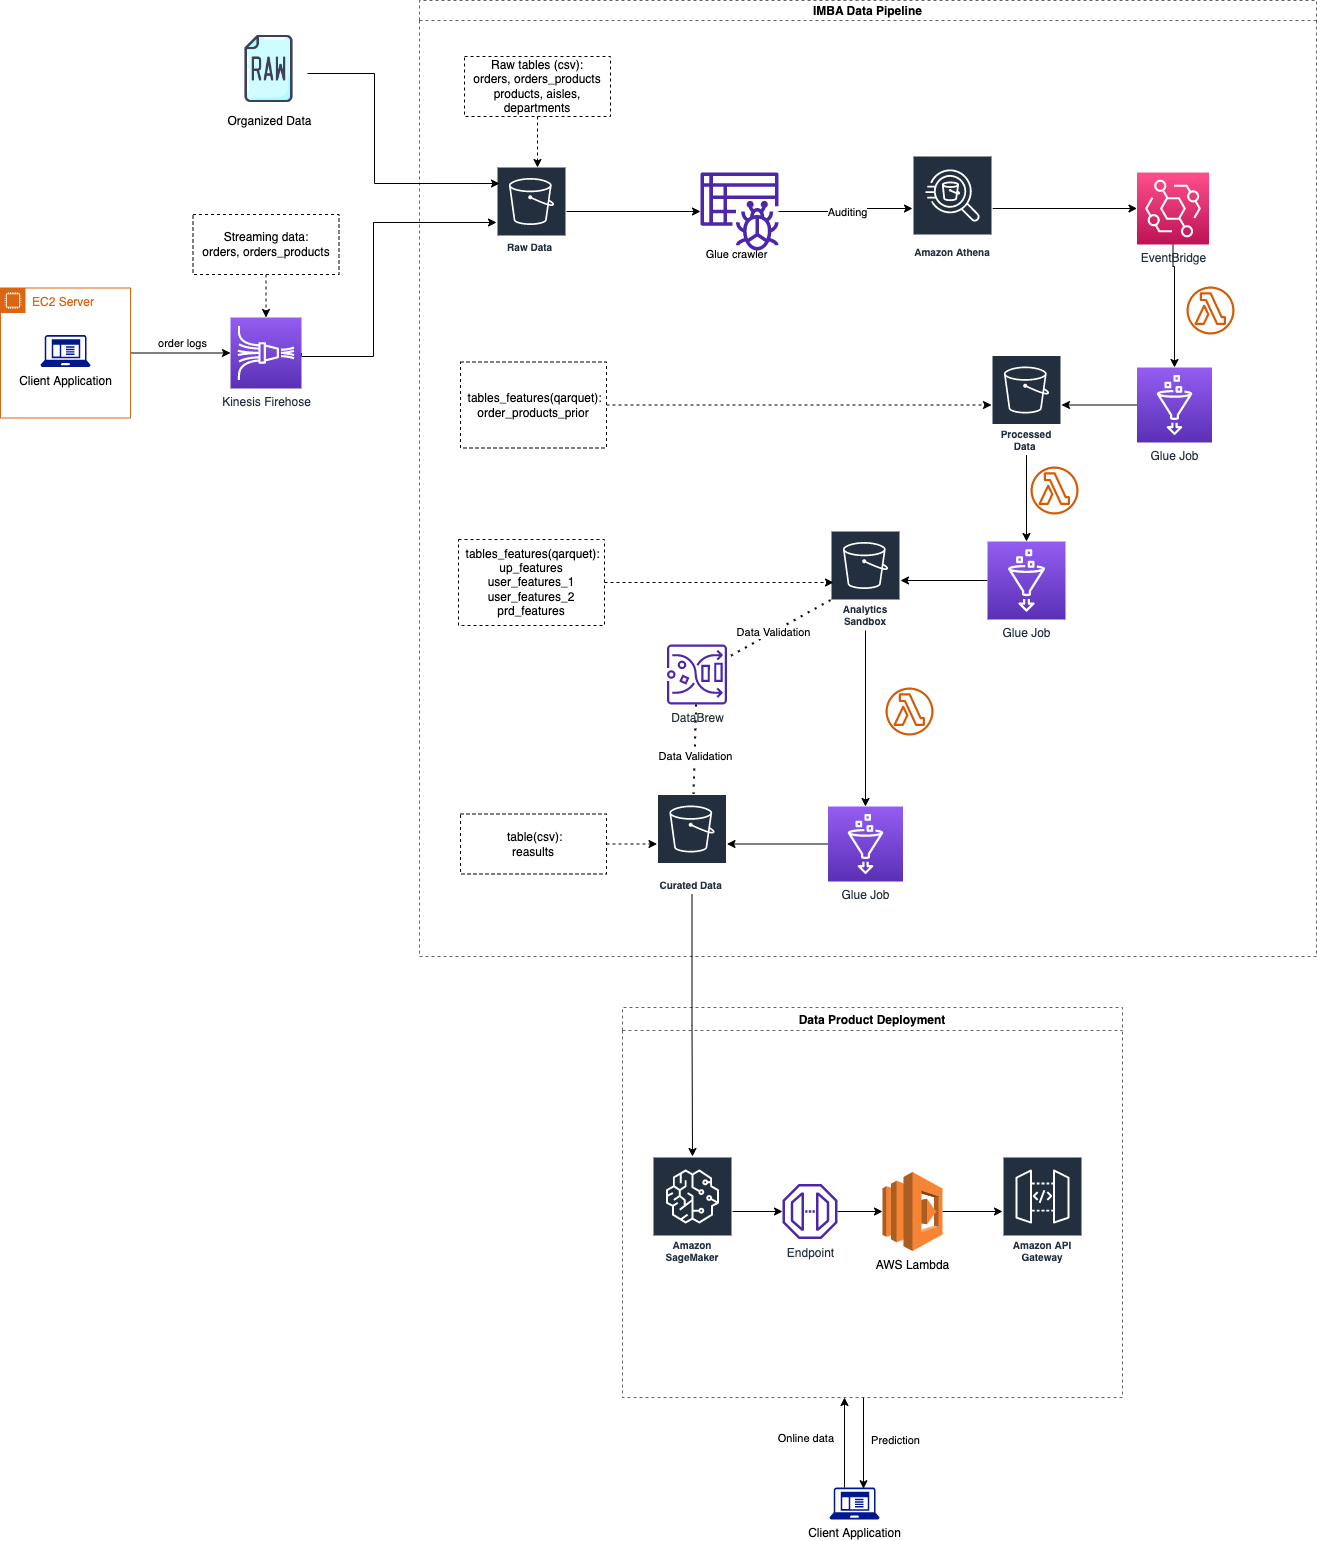 IMBA Data Pipeline
RAW
Organized Data
Raw tables (csv):
orders, orders_products
products, aisles,
departments
Raw Data
Glue crawler
Auditing
Amazon Athena
EventBridge
Streaming data:
orders, orders_products
EC2 Server
Client Application
order logs
Kinesis Firehose
tables_features(qarquet):
order_products_prior
Processed
Data
Glue Job
tables_features(qarquet):
up_features
user_features_1
user_features_2
prd_features
Analytics
Sandbox
Glue Job
Data Validation
DataBrew
Data Validation
table(csv):
reasults
Curated Data
Glue Job
Data Product Deployment
Amazon
SageMaker
Endpoint
AWS Lambda
</>
Amazon API
Gateway
Online data
Prediction
Client Application